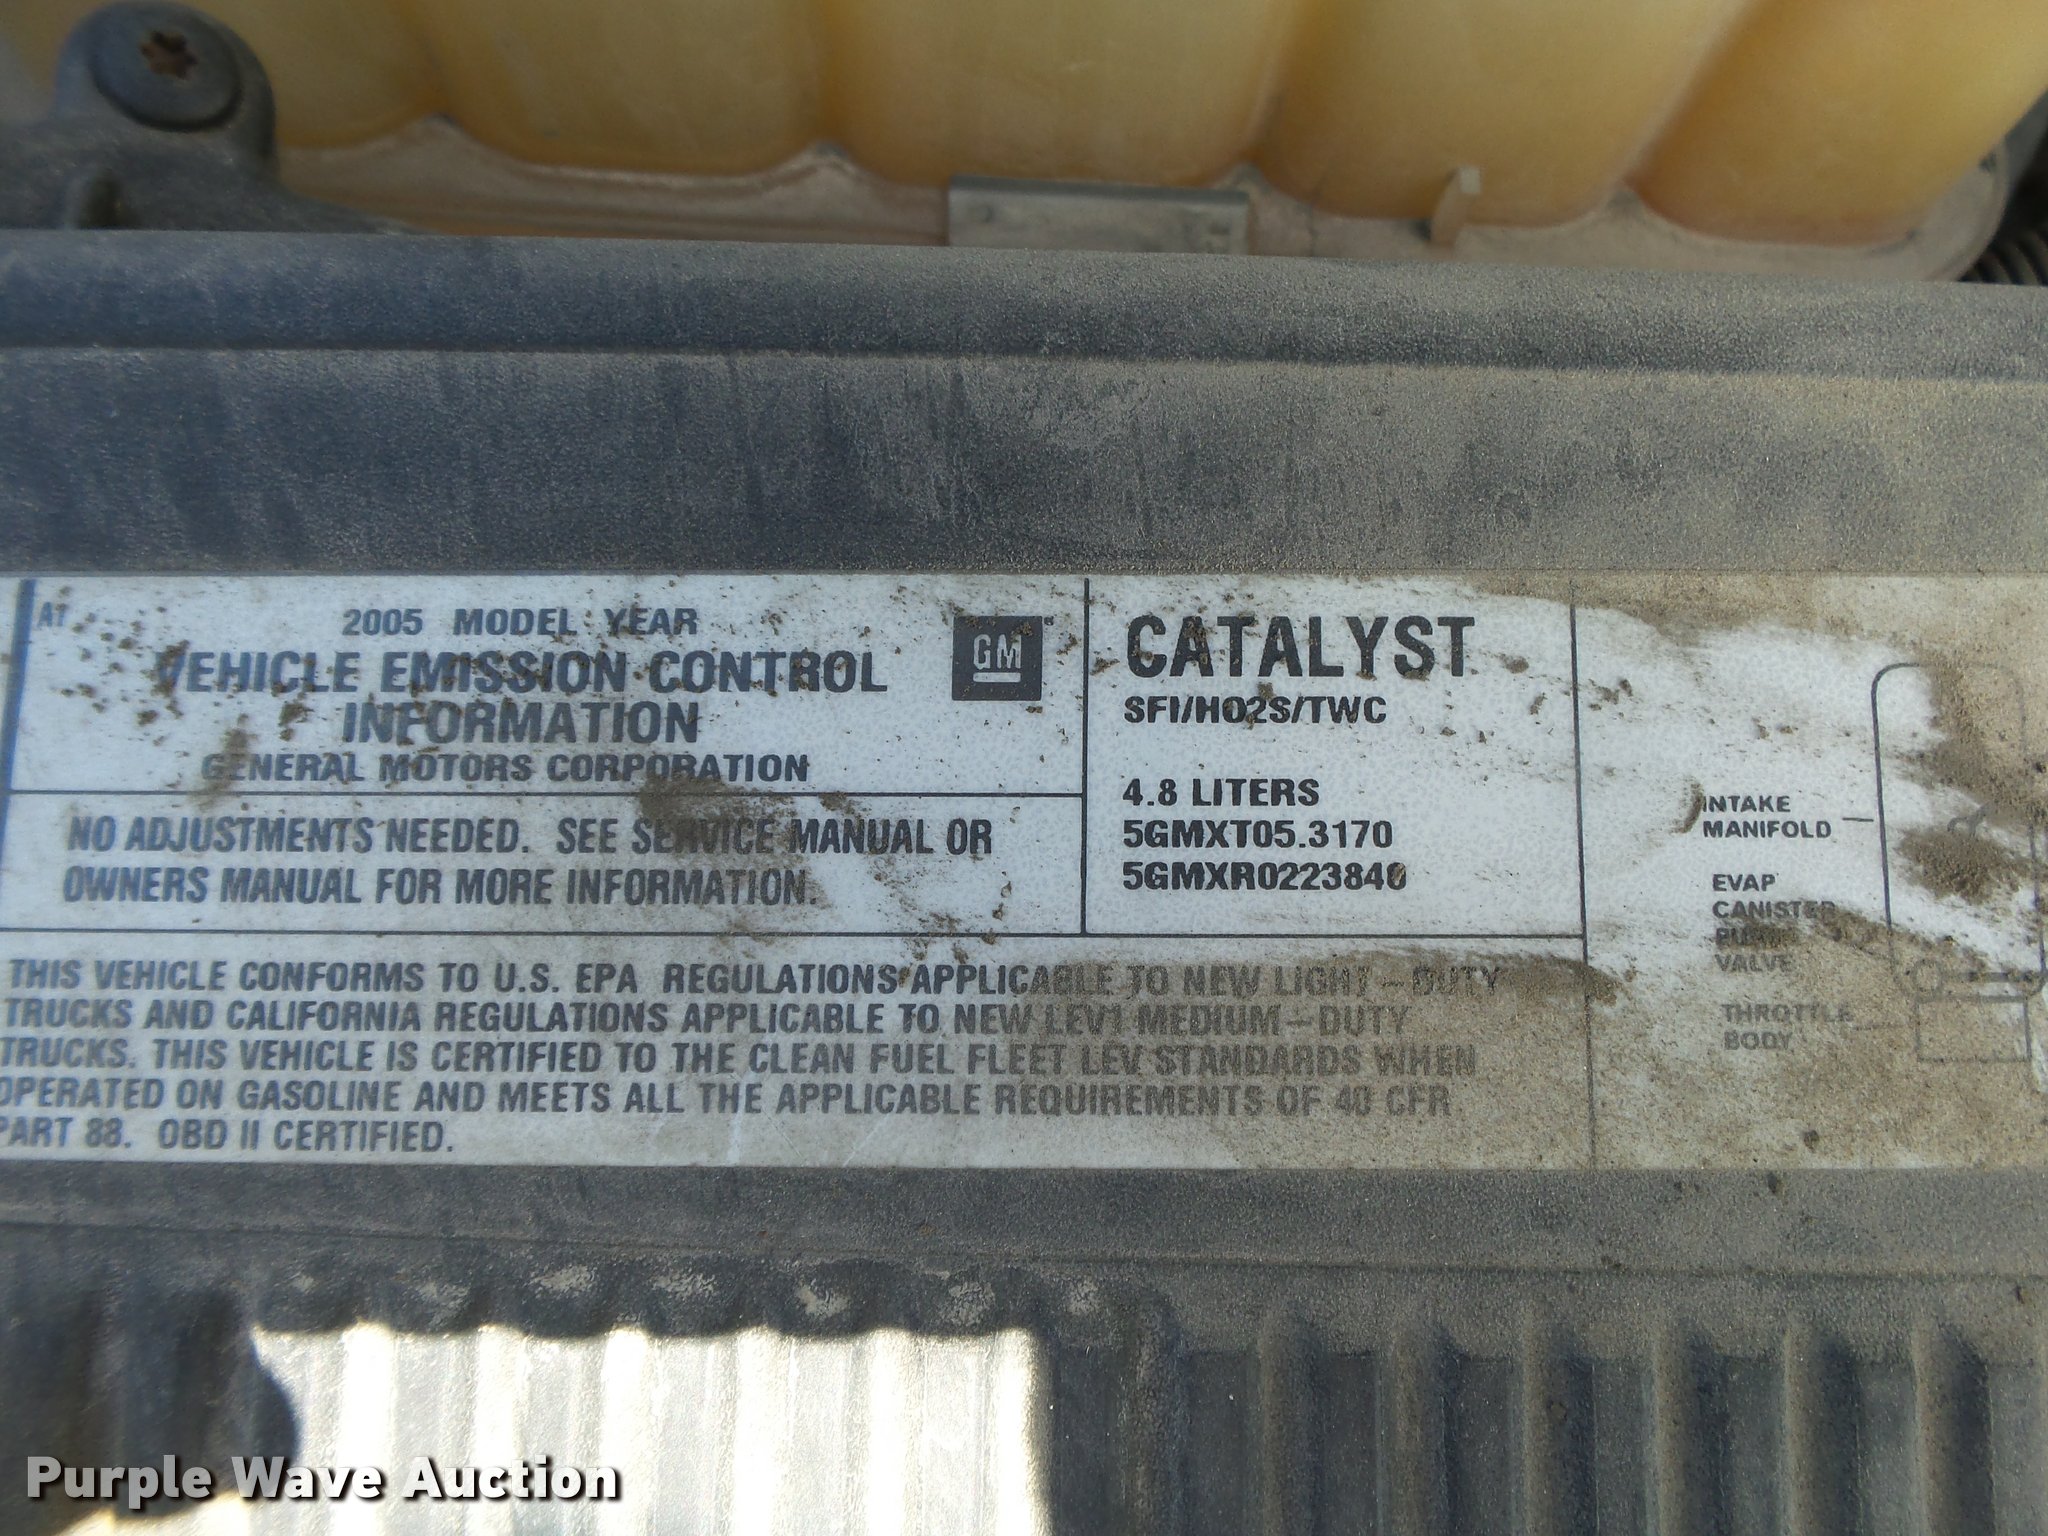 AT
2005 MODEL YEAR
VEHICLE EMISSION CONTROL
INFORMATION
GENERAL MOTORS CORPORATION
GM
NO ADJUSTMENTS NEEDED. SEE SERVICE MANUAL OR
OWNERS MANUAL FOR MORE INFORMATION.
CATALYST
SFI/HO2S/TWC
4.8 LITERS
5GMXT05.3170
5GMXR0223840
THIS VEHICLE CONFORMS TO U.S. EPA REGULATIONS APPLICABLE TO NEW LIGHT-DUTY
TRUCKS AND CALIFORNIA REGULATIONS APPLICABLE TO NEW LEV1 MEDIUM-DUTY
TRUCKS. THIS VEHICLE IS CERTIFIED TO THE CLEAN FUEL FLEET LEV STANDARDS WHEN
OPERATED ON GASOLINE AND MEETS ALL THE APPLICABLE REQUIREMENTS OF 40 CFR
PART 88. OBD II CERTIFIED.
INTAKE
MANIFOLD
EVAP
CANISTER
PURGE
VALVE
THROTTLE
BODY
Purple Wave Auction